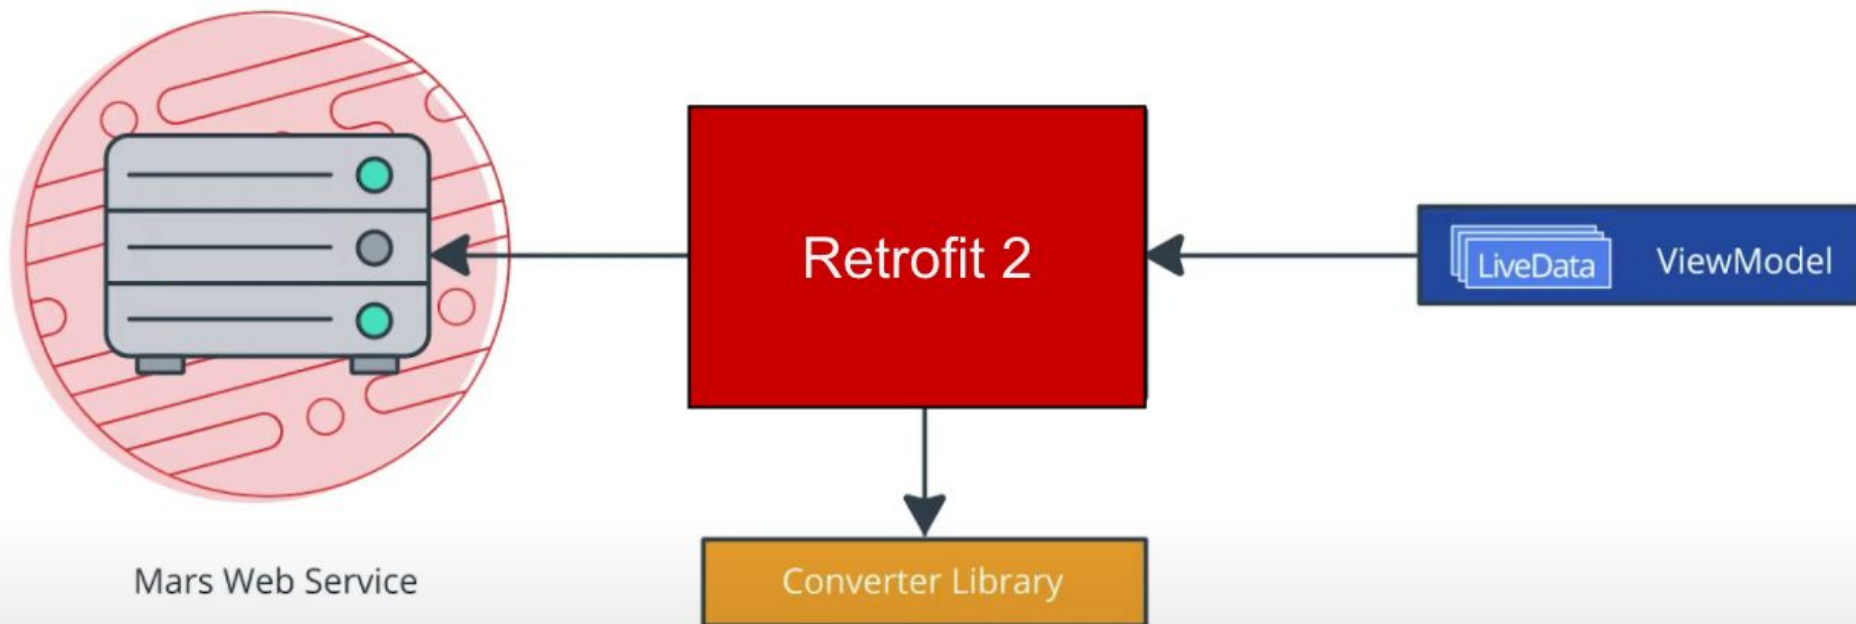 Retrofit 2
LiveData
ViewModel
Mars Web Service
Converter Library